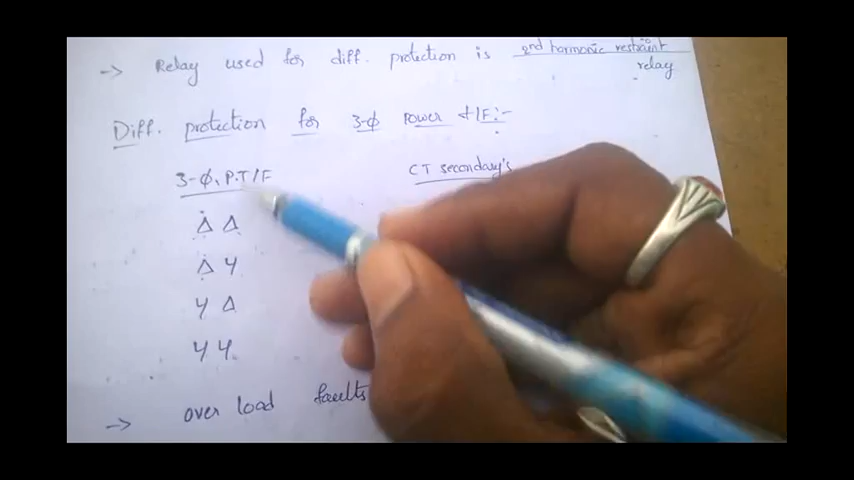 -> Relay used for diff. protection is 2nd harmonic restraint
relay
Diff. protection for 3-ϕ Power t/F:-
3-ϕ, P.T/F CT secondary's
Δ Δ
Δ Y
Y Δ
Y Y
-> over load faults